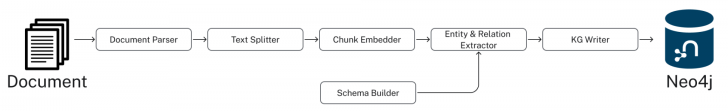 Document Parser
Text Splitter
Chunk Embedder
Entity & Relation
Extractor
KG Writer
Document
Neo4j
Schema Builder